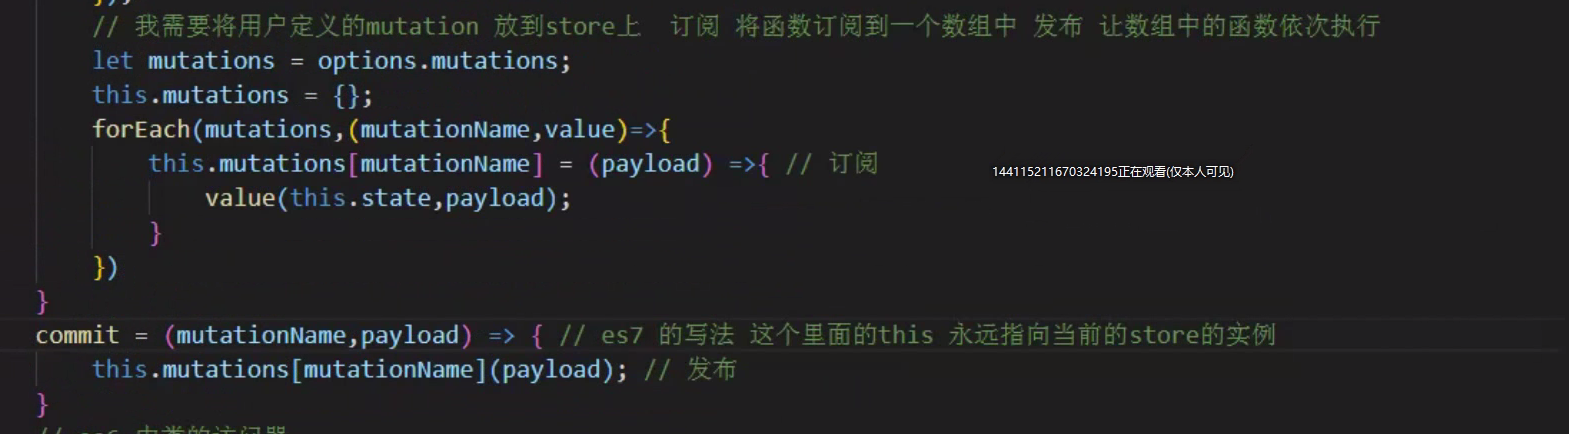 });
// 我需要将用户定义的mutation 放到store上 订阅 将函数订阅到一个数组中 发布 让数组中的函数依次执行
let mutations = options.mutations;
this.mutations = {};
forEach(mutations,(mutationName,value)=>{
this.mutations[mutationName] = (payload) =>{ // 订阅
144115211670324195正在观看(仅本人可见)
value(this.state,payload);
}
})
}
commit = (mutationName,payload) => { // es7 的写法 这个里面的this 永远指向当前的store的实例
this.mutations[mutationName](payload); // 发布
}
// es6 中类的访问器